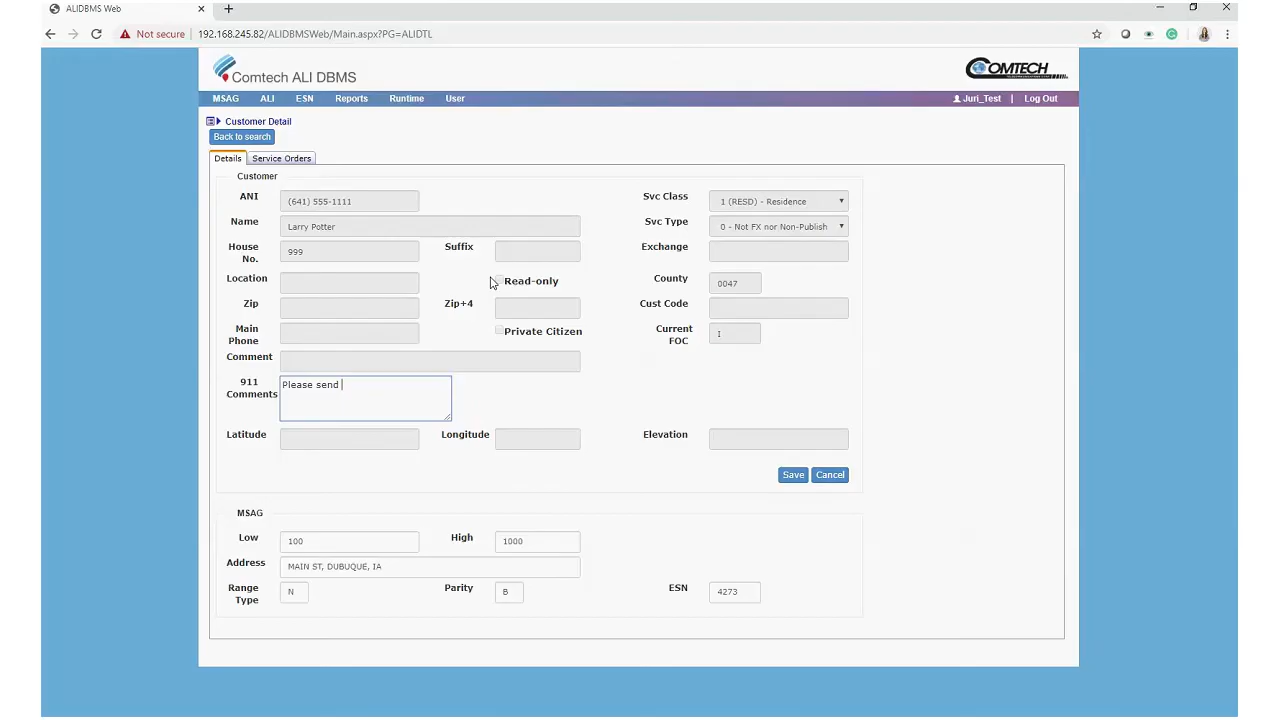 ALIDBMS Web
Not secure 192.168.245.82/ALIDBMSWeb/Main.aspx?PG=ALIDTL
Comtech ALI DBMS
COMTECH
MSAG ALI ESN Reports Runtime User Juri_Test | Log Out
Customer Detail
Back to search
Details Service Orders
Customer
ANI (641) 555-1111 Svc Class 1 (RESD) - Residence
Name Larry Potter Svc Type 0 - Not FX nor Non-Publish
House No. 999 Suffix Exchange
Location Read-only County 0047
Zip Zip+4 Cust Code
Main Phone Private Citizen Current FOC I
Comment
911 Comments Please send
Latitude Longitude Elevation
Save Cancel
MSAG
Low 100 High 1000
Address MAIN ST, DUBUQUE, IA
Range Type N Parity B ESN 4273